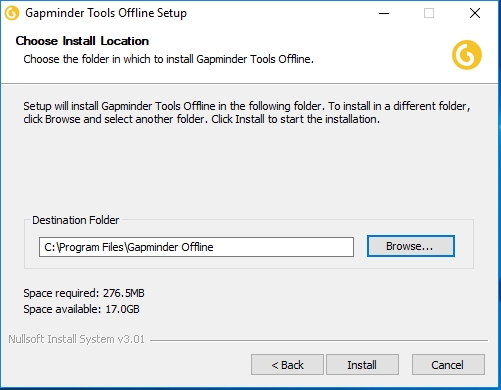 Gapminder Tools Offline Setup
Choose Install Location
Choose the folder in which to install Gapminder Tools Offline.
Setup will install Gapminder Tools Offline in the following folder. To install in a different folder,
click Browse and select another folder. Click Install to start the installation.
Destination Folder
C:\Program Files\Gapminder Offline
Browse...
Space required: 276.5MB
Space available: 17.0GB
Nullsoft Install System v3.01
< Back
Install
Cancel